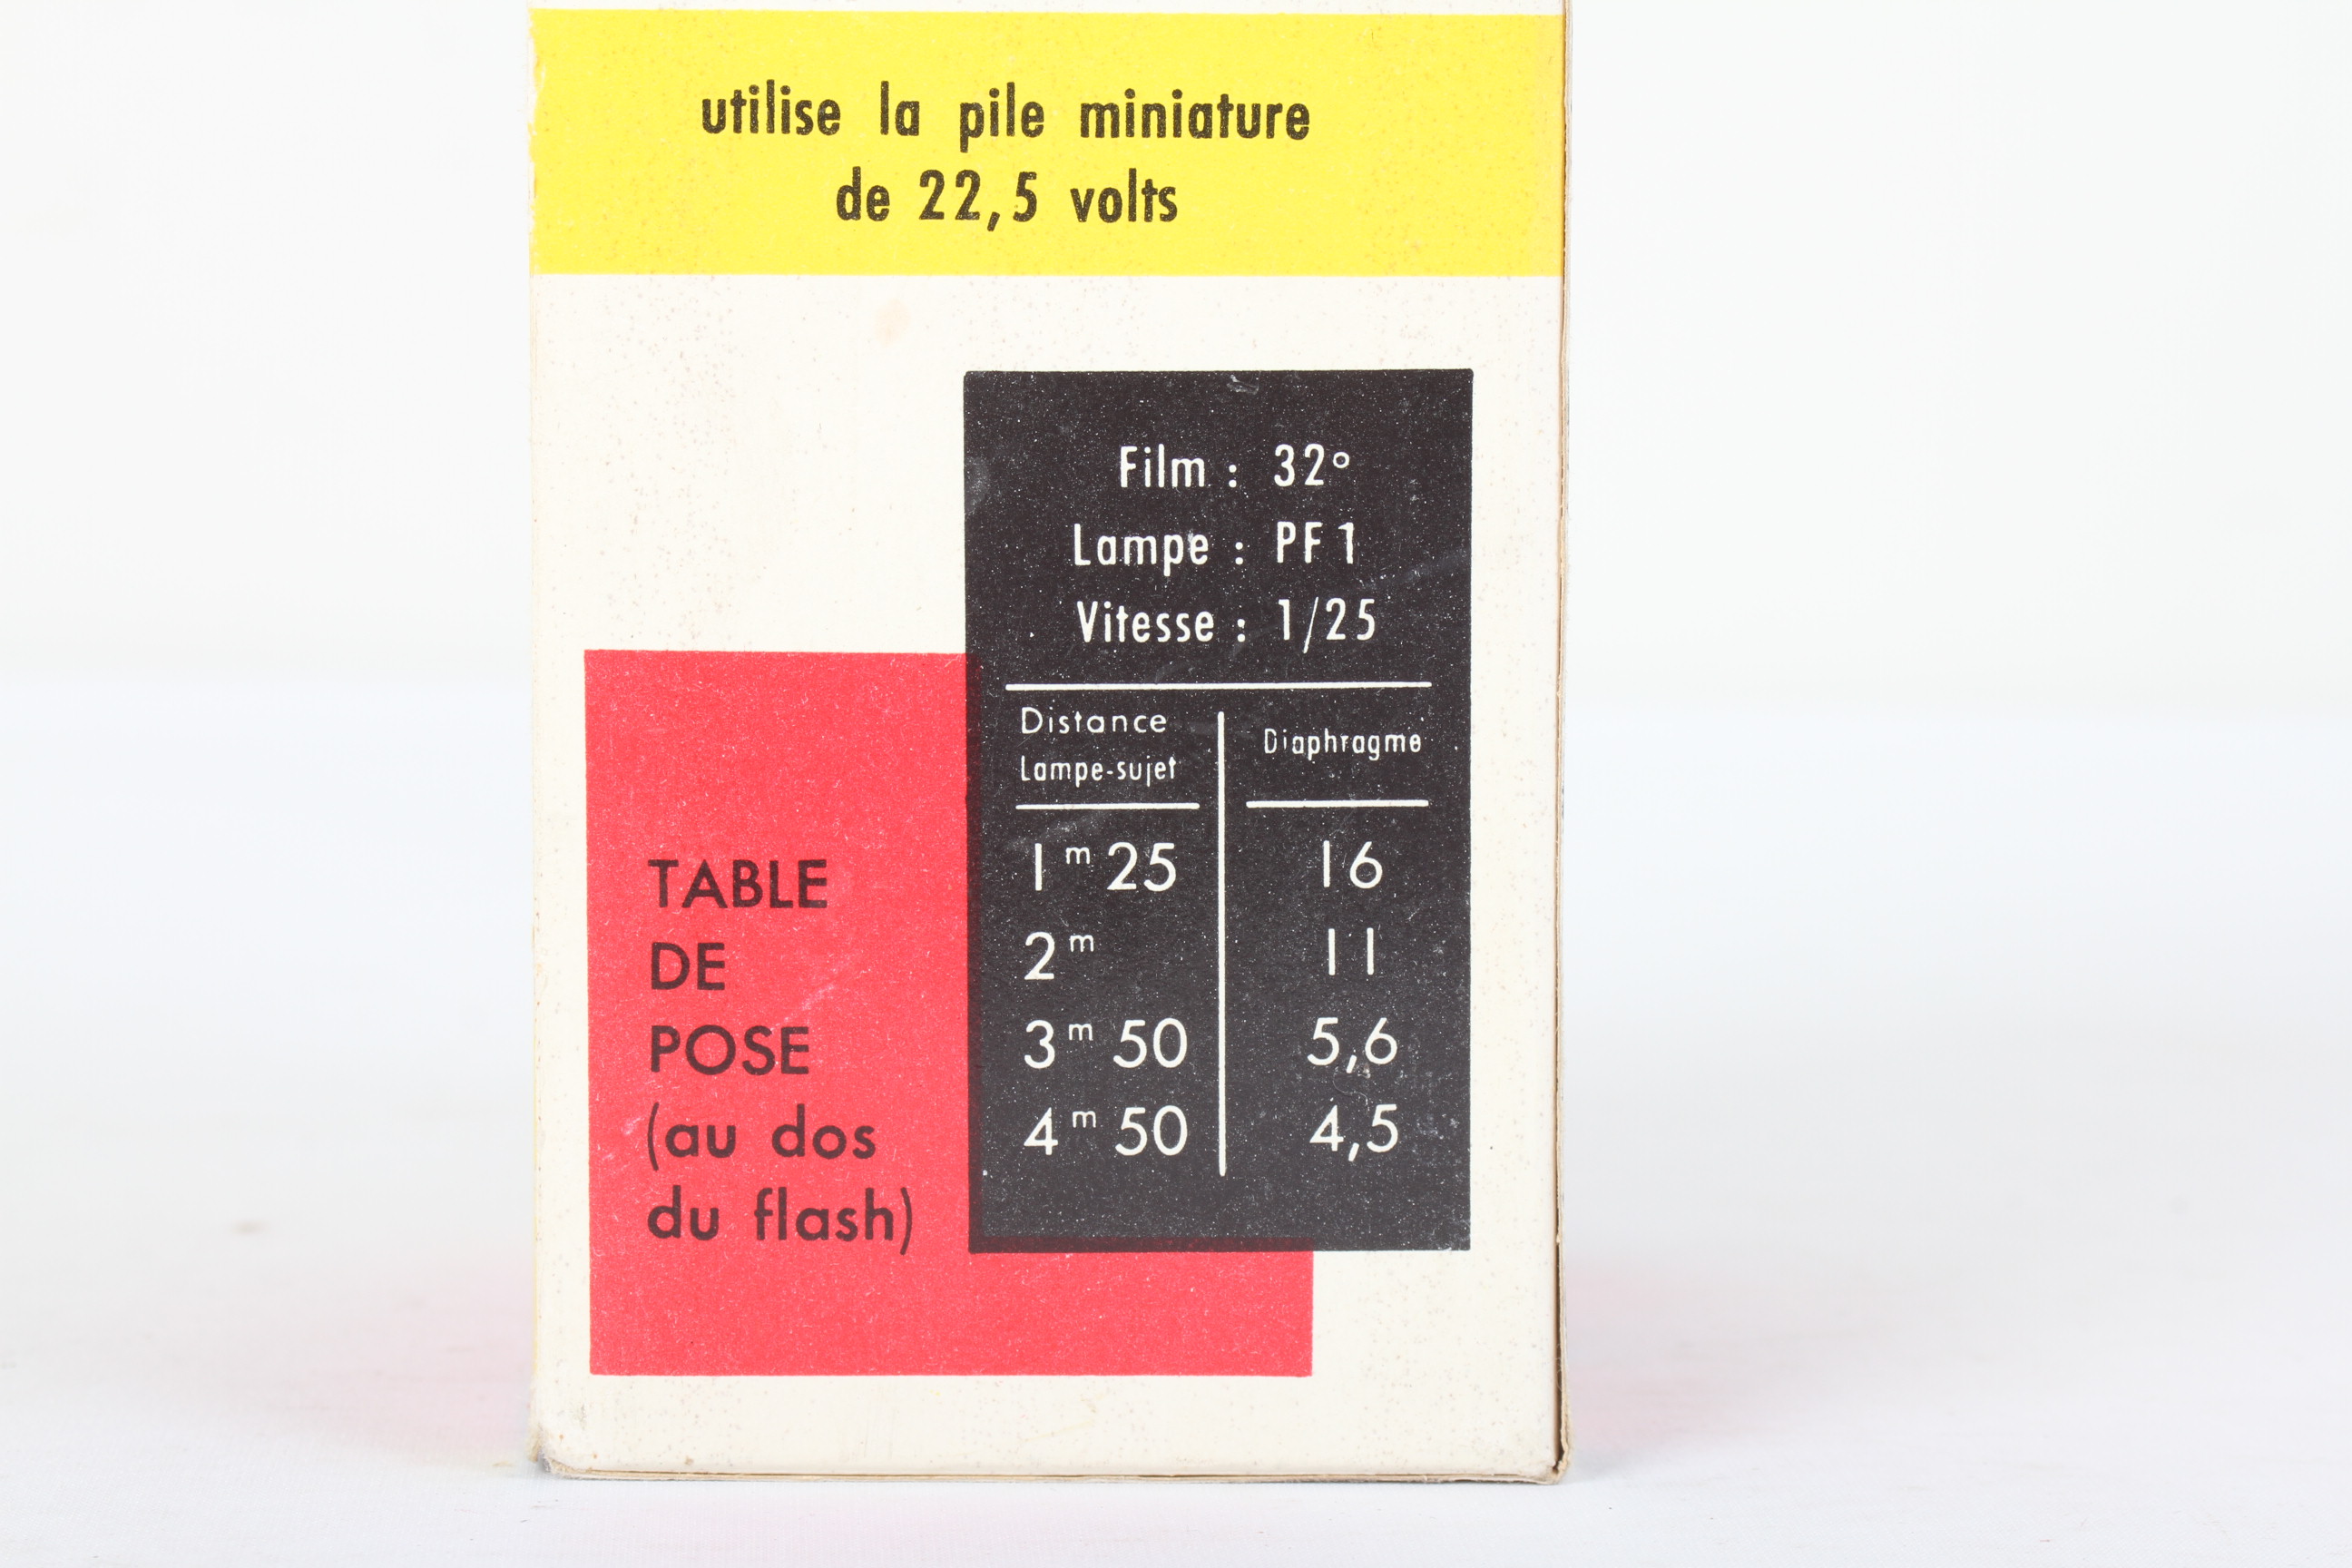 utilise la pile miniature
de 22,5 volts
Film : 32°
Lampe : PF1
Vitesse : 1/25
Distance Diaphragme
Lampe-sujet
1 m 25 16
2 m 11
3 m 50 5,6
4 m 50 4,5
TABLE
DE
POSE
(au dos
du flash)